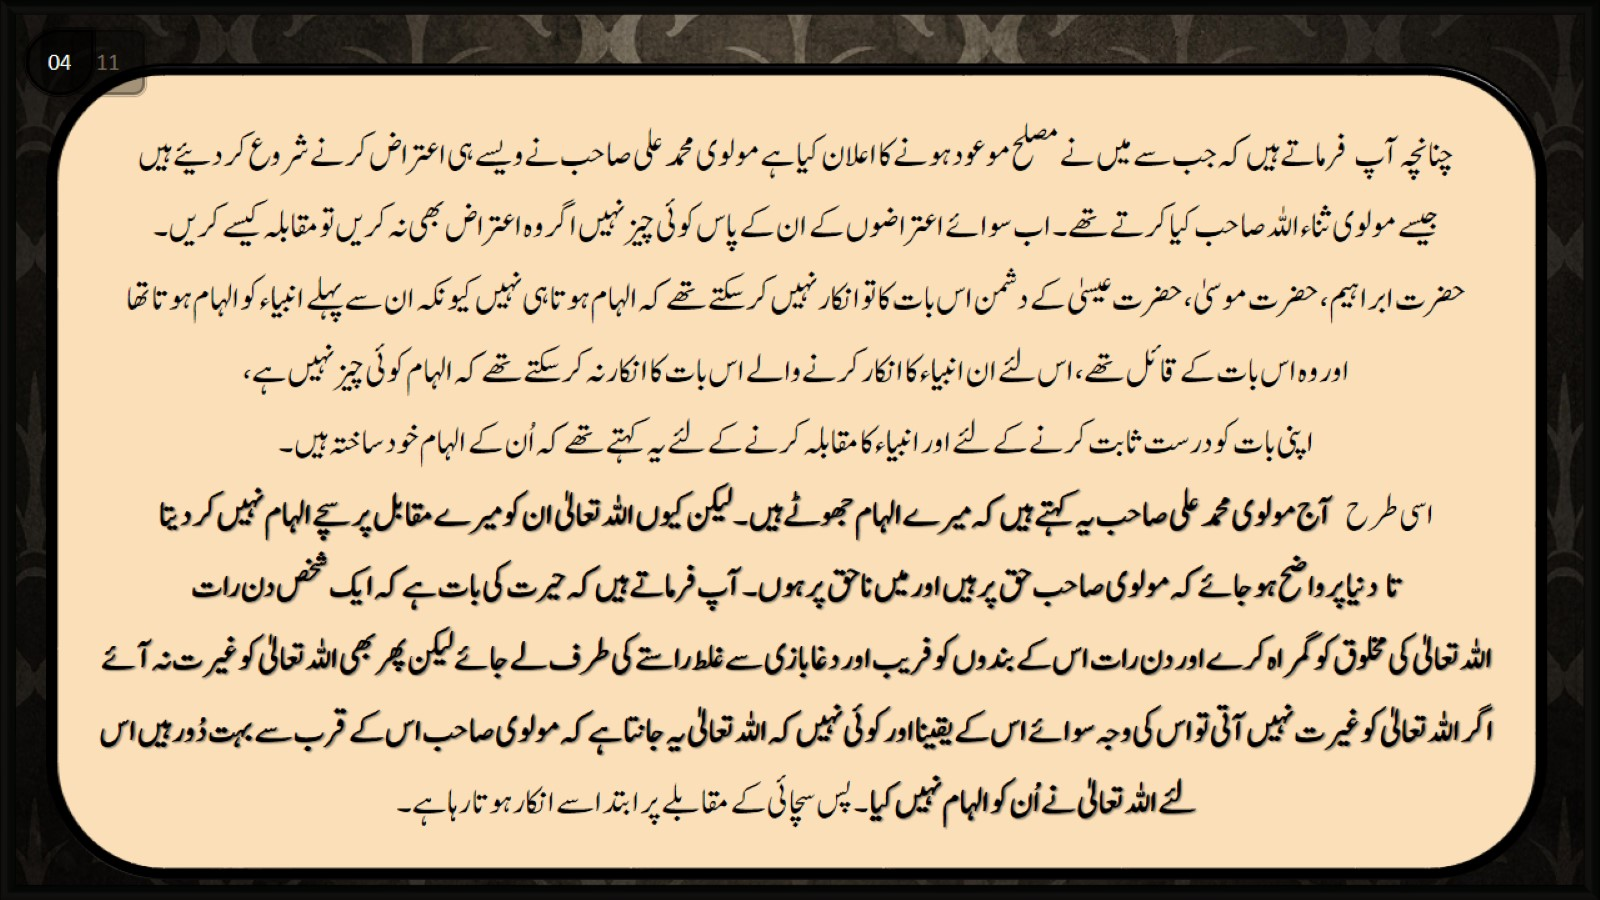 04 11
چنانچہ آپ فرماتے ہیں کہ جب سے میں نے مصلح موعود ہونے کا اعلان کیا ہے مولوی محمد علی صاحب نے ویسے ہی اعتراض کرنے شروع کر دیئے ہیں
جیسے مولوی ثناء اللہ صاحب کیا کرتے تھے۔ اب سوائے اعتراضوں کے ان کے پاس کوئی چیز نہیں اگر وہ اعتراض بھی نہ کریں تو مقابلہ کیسے کریں۔
حضرت ابراہیم، حضرت موسیٰ، حضرت عیسیٰ کے دشمن اس بات کا تو انکار نہیں کر سکتے تھے کہ الہام ہوتا ہی نہیں کیونکہ ان سے پہلے انبیاء کو الہام ہوتا تھا
اور وہ اس بات کے قائل تھے، اس لئے ان انبیاء کا انکار کرنے والے اس بات کا انکار نہ کر سکتے تھے کہ الہام کوئی چیز نہیں ہے،
اپنی بات کو درست ثابت کرنے کے لئے اور انبیاء کا مقابلہ کرنے کے لئے یہ کہتے تھے کہ اُن کے الہام خود ساختہ ہیں۔
اسی طرح آج مولوی محمد علی صاحب یہ کہتے ہیں کہ میرے الہام جھوٹے ہیں۔ لیکن کیوں اللہ تعالیٰ ان کو میرے مقابل پر سچے الہام نہیں کر دیتا
تا دنیا پر واضح ہو جائے کہ مولوی صاحب حق پر ہیں اور میں ناحق پر ہوں۔ آپ فرماتے ہیں کہ حیرت کی بات ہے کہ ایک شخص دن رات
اللہ تعالیٰ کی مخلوق کو گمراہ کرے اور دن رات اس کے بندوں کو فریب اور دغابازی سے غلط راستے کی طرف لے جائے لیکن پھر بھی اللہ تعالیٰ کو غیرت نہ آئے
اگر اللہ تعالیٰ کو غیرت نہیں آتی تو اس کی وجہ سوائے اس کے یقینا اور کوئی نہیں کہ اللہ تعالیٰ یہ جانتا ہے کہ مولوی صاحب اس کے قرب سے بہت دُور ہیں اس
لئے اللہ تعالیٰ نے اُن کو الہام نہیں کیا۔ پس سچائی کے مقابلے پر ابتدا سے انکار ہوتا رہا ہے۔